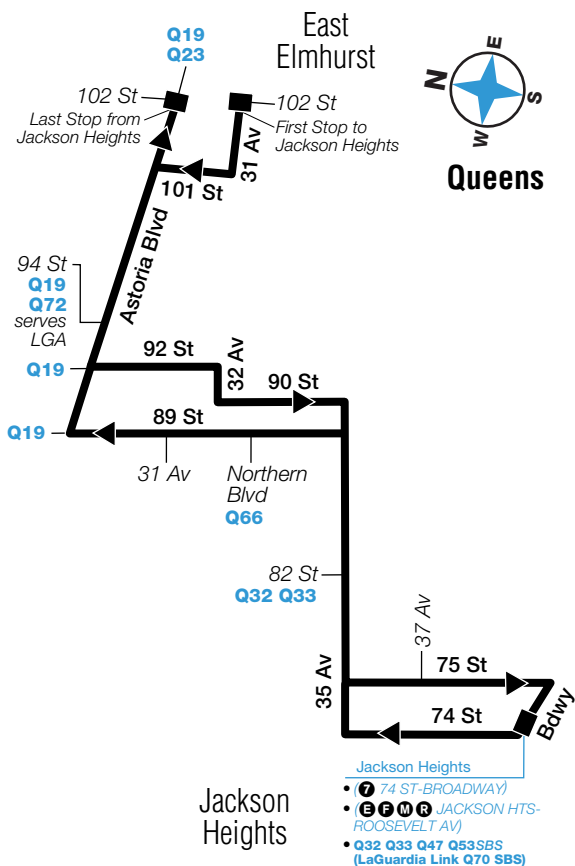 Q19
Q23
East
Elmhurst
102 St
Last Stop from
Jackson Heights
102 St
First Stop to
Jackson Heights
N
E
S
W
Queens
31 Av
101 St
Astoria Blvd
94 St
Q19
Q72
serves
LGA
Q19
92 St
32 Av
90 St
Q19
89 St
31 Av
Northern
Blvd
Q66
82 St
Q32 Q33
37 Av
35 Av
75 St
74 St
Bdwy
Jackson
Heights
Jackson Heights
• (7 74 ST-BROADWAY)
• (E F M R JACKSON HTS-
ROOSEVELT AV)
• Q32 Q33 Q47 Q53SBS
(LaGuardia Link Q70 SBS)